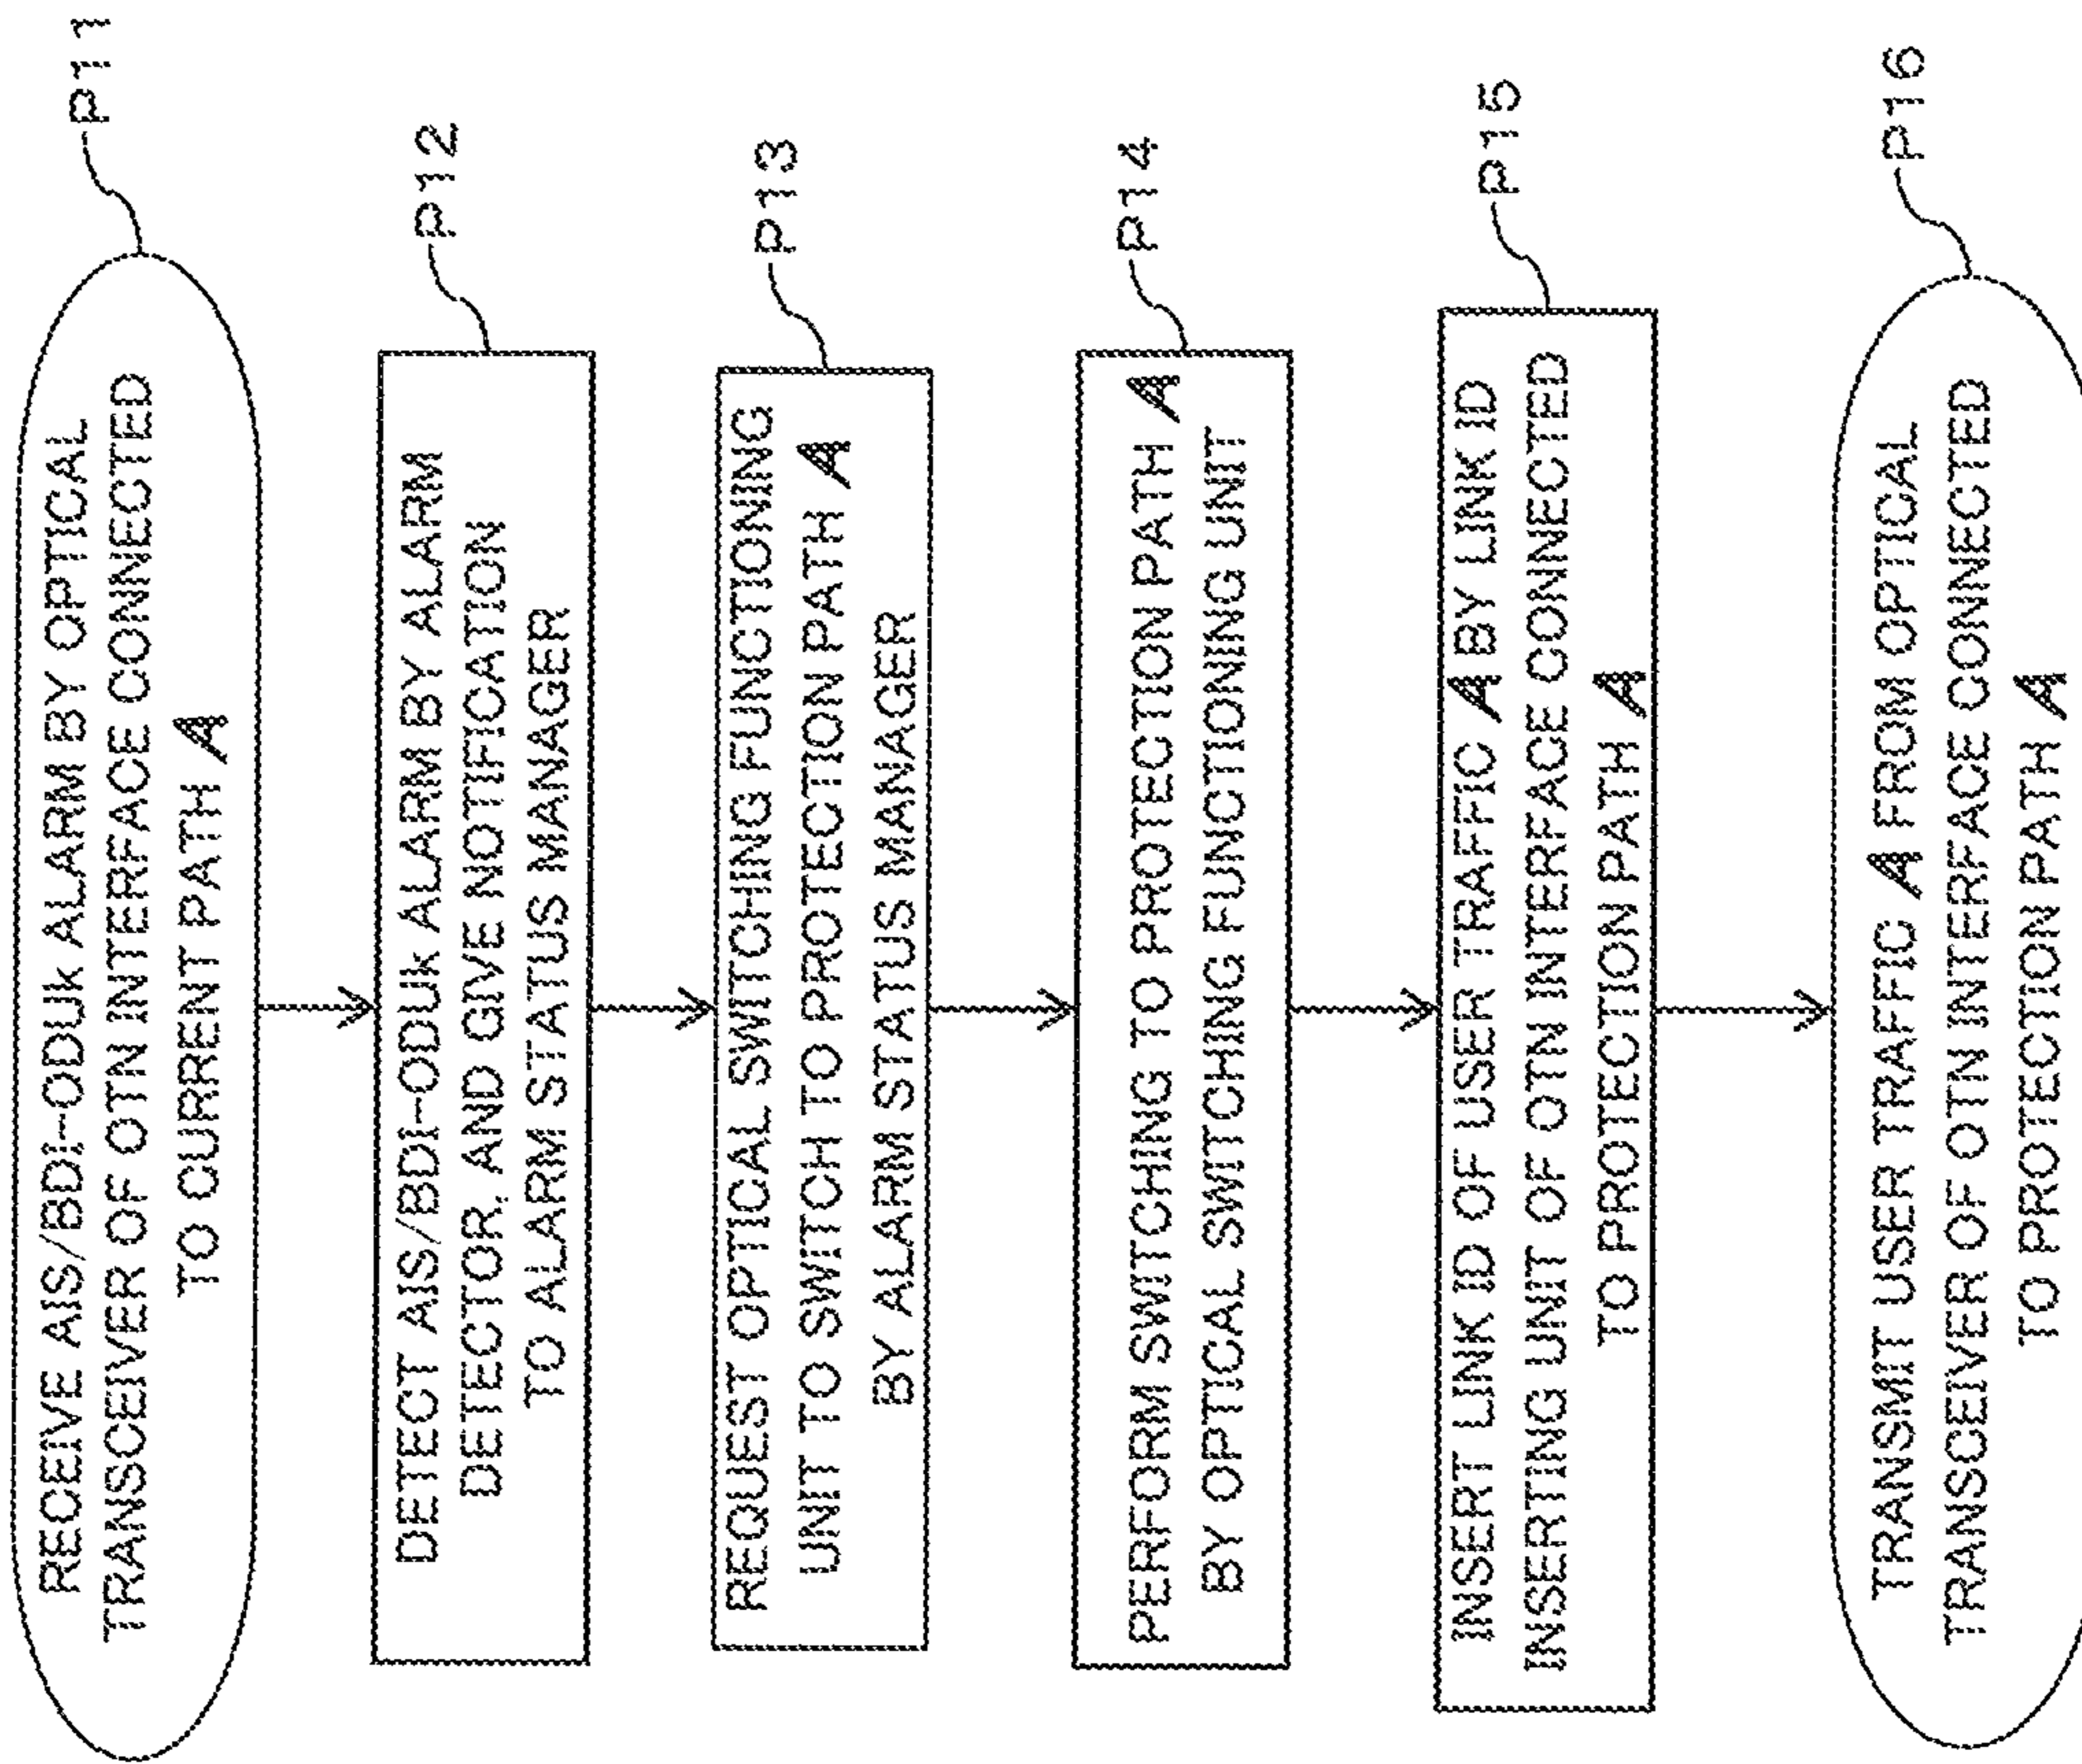 RECEIVE AIS/BDI-ODUk ALARM BY OPTICAL
TRANSCEIVER OF OTN INTERFACE CONNECTED
TO CURRENT PATH A
P11
DETECT AIS/BDI-ODUk ALARM BY ALARM
DETECTOR, AND GIVE NOTIFICATION
TO ALARM STATUS MANAGER
P12
REQUEST OPTICAL SWITCHING FUNCTIONING
UNIT TO SWITCH TO PROTECTION PATH A
BY ALARM STATUS MANAGER
P13
PERFORM SWITCHING TO PROTECTION PATH A
BY OPTICAL SWITCHING FUNCTIONING UNIT
P14
INSERT LINK ID OF USER TRAFFIC A BY LINK ID
INSERTING UNIT OF OTN INTERFACE CONNECTED
TO PROTECTION PATH A
P15
TRANSMIT USER TRAFFIC A FROM OPTICAL
TRANSCEIVER OF OTN INTERFACE CONNECTED
TO PROTECTION PATH A
P16